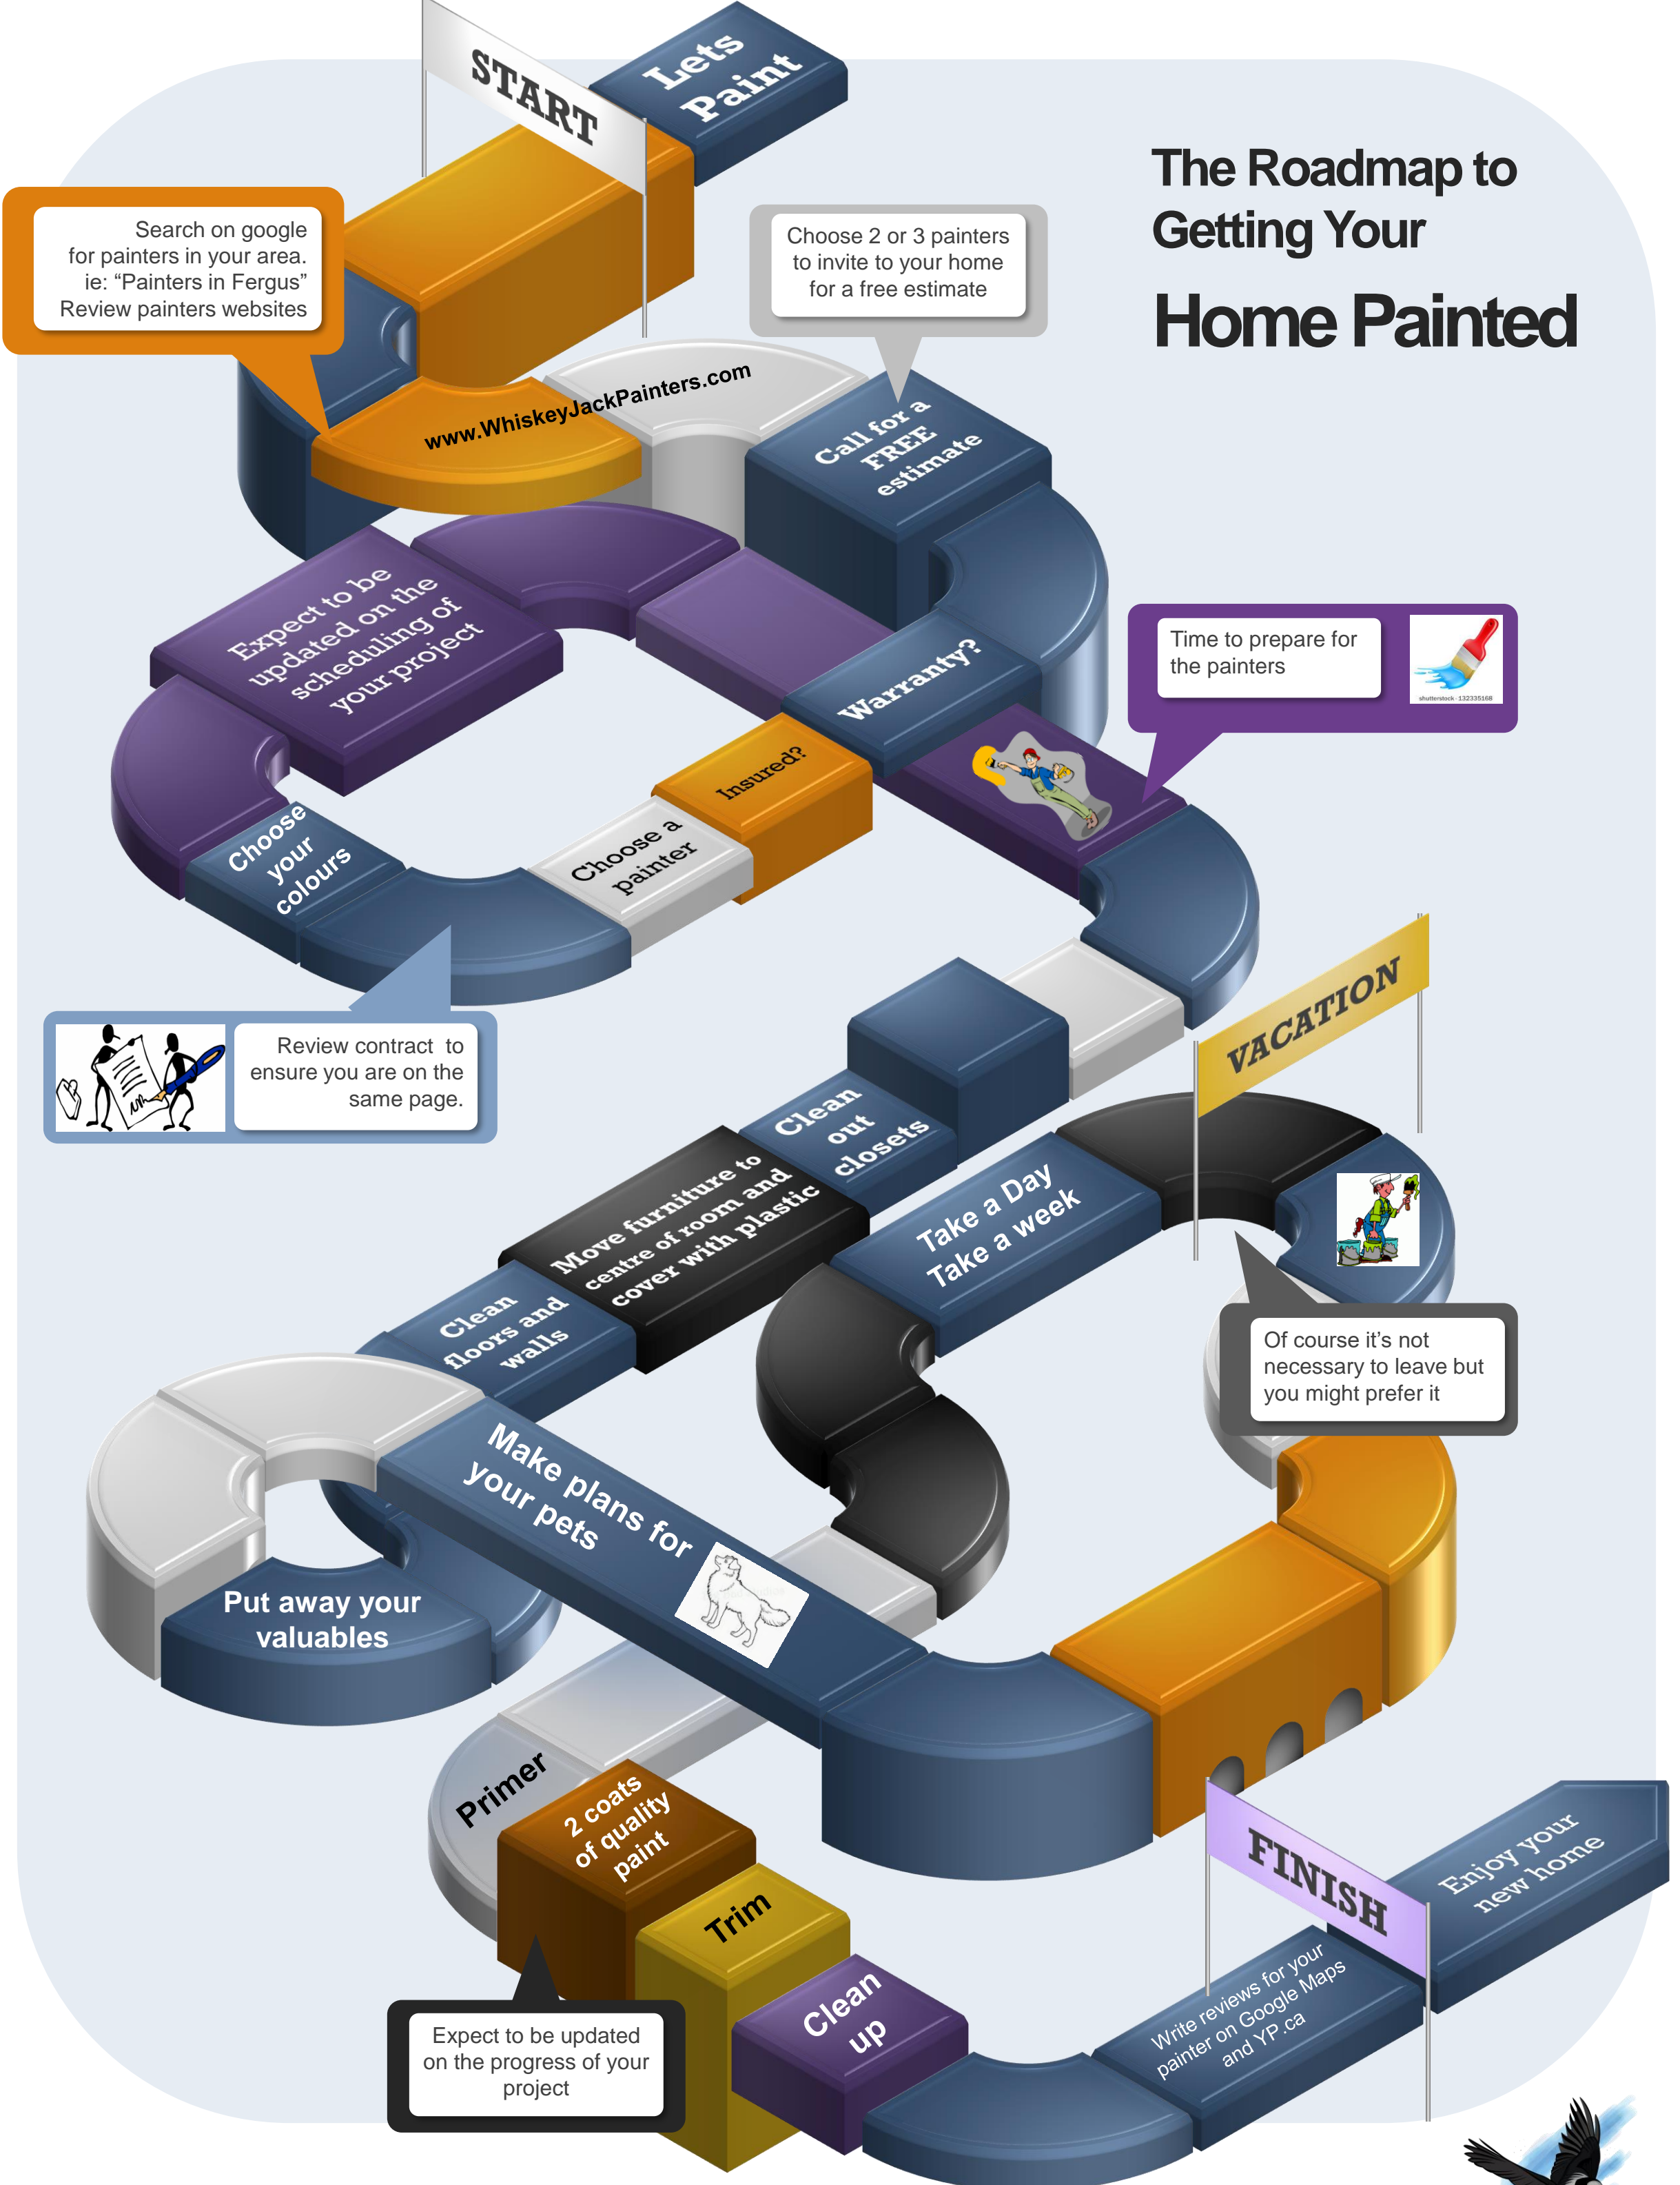 Lets
Paint
START
The Roadmap to
Getting Your
Home Painted
Search on google
for painters in your area.
ie: “Painters in Fergus”
Review painters websites
www.WhiskeyJackPainters.com
Choose 2 or 3 painters
to invite to your home
for a free estimate
Call for a
FREE
estimate
Warranty?
Insured?
Choose a
painter
Review contract to
ensure you are on the
same page.
Choose
your
colours
Expect to be
updated on the
scheduling of
your project
Time to prepare for
the painters
shutterstock · 132335168
Clean
out
closets
Move furniture to
centre of room and
cover with plastic
Clean
floors and
walls
Put away your
valuables
Make plans for
your pets
VACATION
Of course it’s not
necessary to leave but
you might prefer it
Take a Day
Take a week
Primer
2 coats
of quality
paint
Expect to be updated
on the progress of your
project
Trim
Clean
up
Write reviews for your
painter on Google Maps
and YP.ca
FINISH
Enjoy your
new home